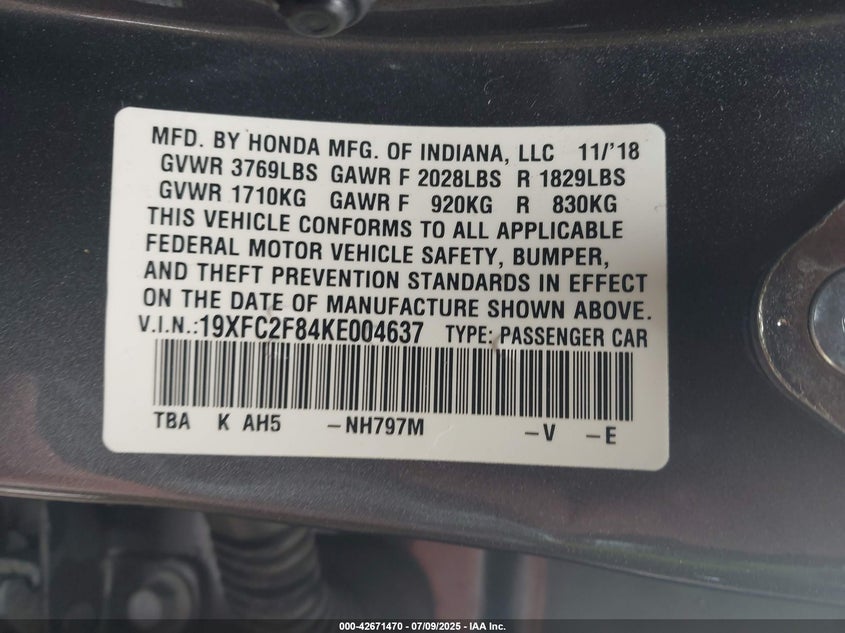 MFD. BY HONDA MFG. OF INDIANA, LLC 11/'18
GVWR 3769LBS GAWR F 2028LBS R 1829LBS
GVWR 1710KG GAWR F 920KG R 830KG
THIS VEHICLE CONFORMS TO ALL APPLICABLE
FEDERAL MOTOR VEHICLE SAFETY, BUMPER,
AND THEFT PREVENTION STANDARDS IN EFFECT
ON THE DATE OF MANUFACTURE SHOWN ABOVE.
V.I.N.:19XFC2F84KE004637 TYPE: PASSENGER CAR
TBA K AH5 -NH797M -V -E
000-42671470 - 07/09/2025 - IAA Inc.